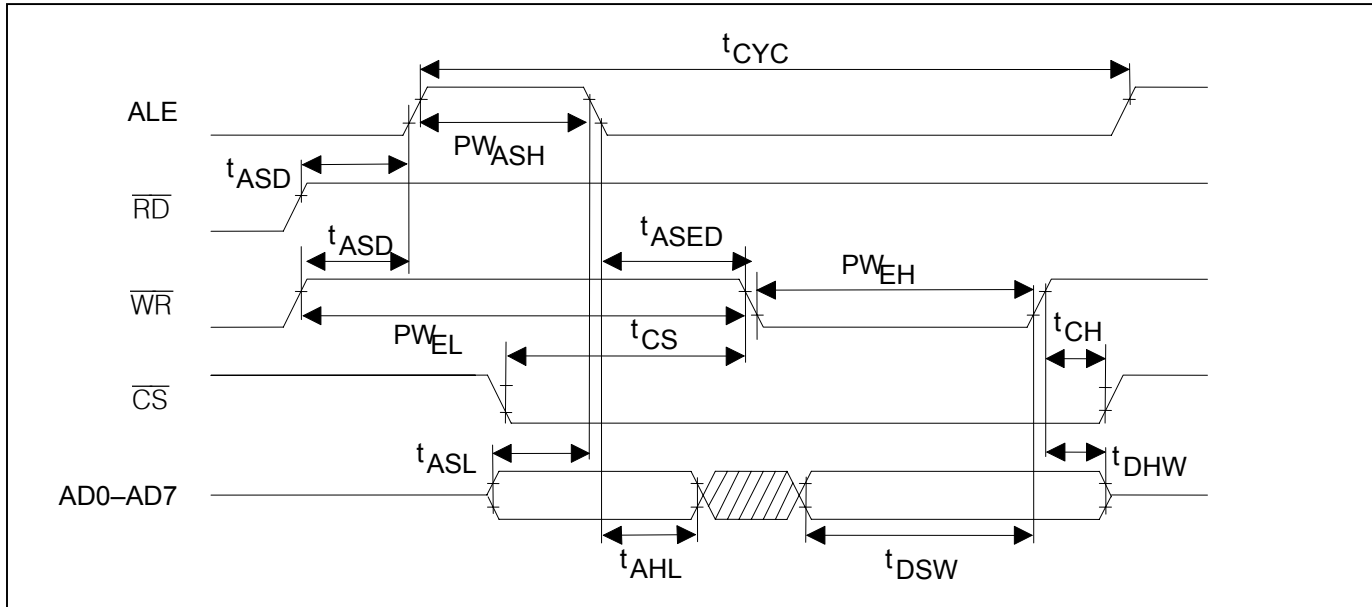 tCYC
ALE
PWASH
tASD
RD
tASD
tASED
PWEH
WR
PWEL
tCS
tCH
CS
tASL
tDHW
AD0–AD7
tAHL
tDSW